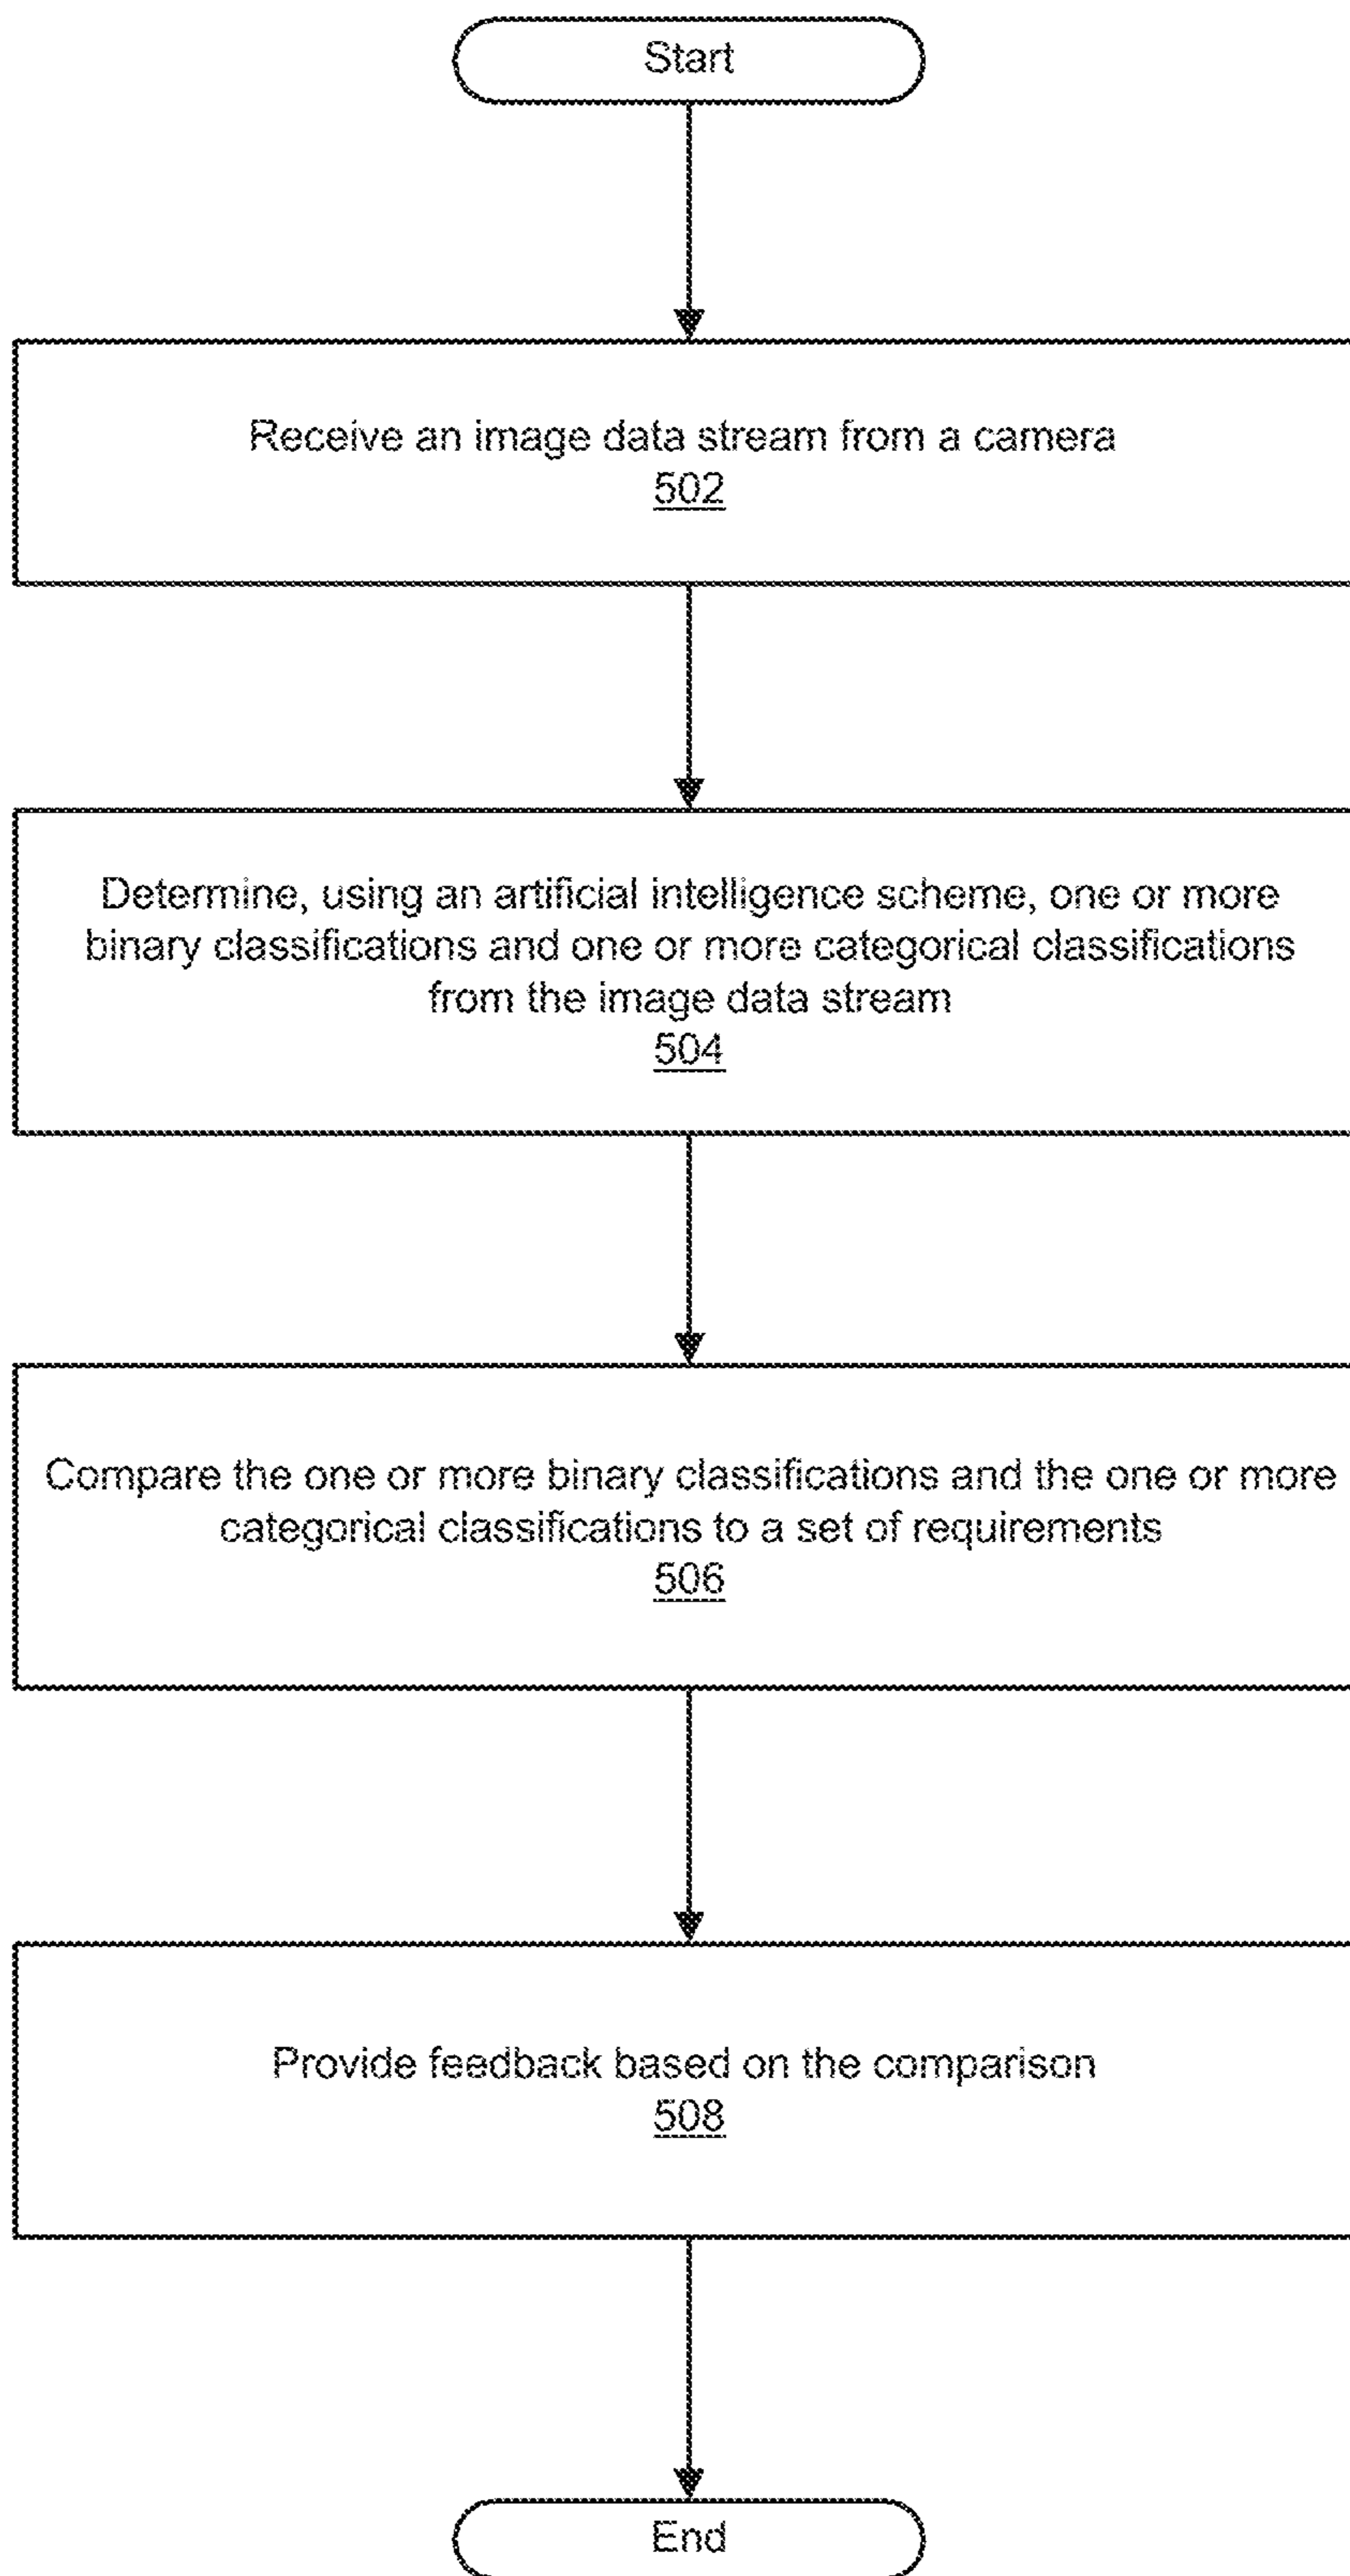 Start
Receive an image data stream from a camera
502
Determine, using an artificial intelligence scheme, one or more
binary classifications and one or more categorical classifications
from the image data stream
504
Compare the one or more binary classifications and the one or more
categorical classifications to a set of requirements
506
Provide feedback based on the comparison
508
End